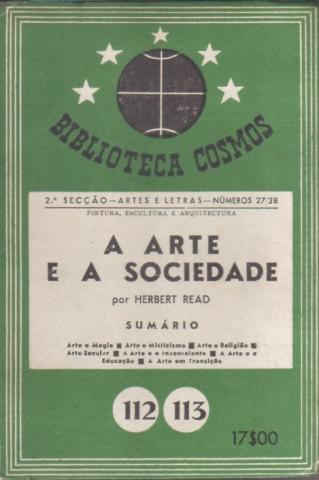 BIBLIOTECA COSMOS
2.ª SECÇÃO—ARTES E LETRAS—NÚMEROS 27:28
PINTURA, ESCULTURA E ARQUITECTURA
A ARTE
E A SOCIEDADE
por HERBERT READ
SUMÁRIO
Arte e Magia ■ Arte e Misticismo ■ Arte e Religião ■
Arte Secular ■ A Arte e o Inconsciente ■ A Arte e a
Educação ■ A Arte em Transição
112 113
17$00